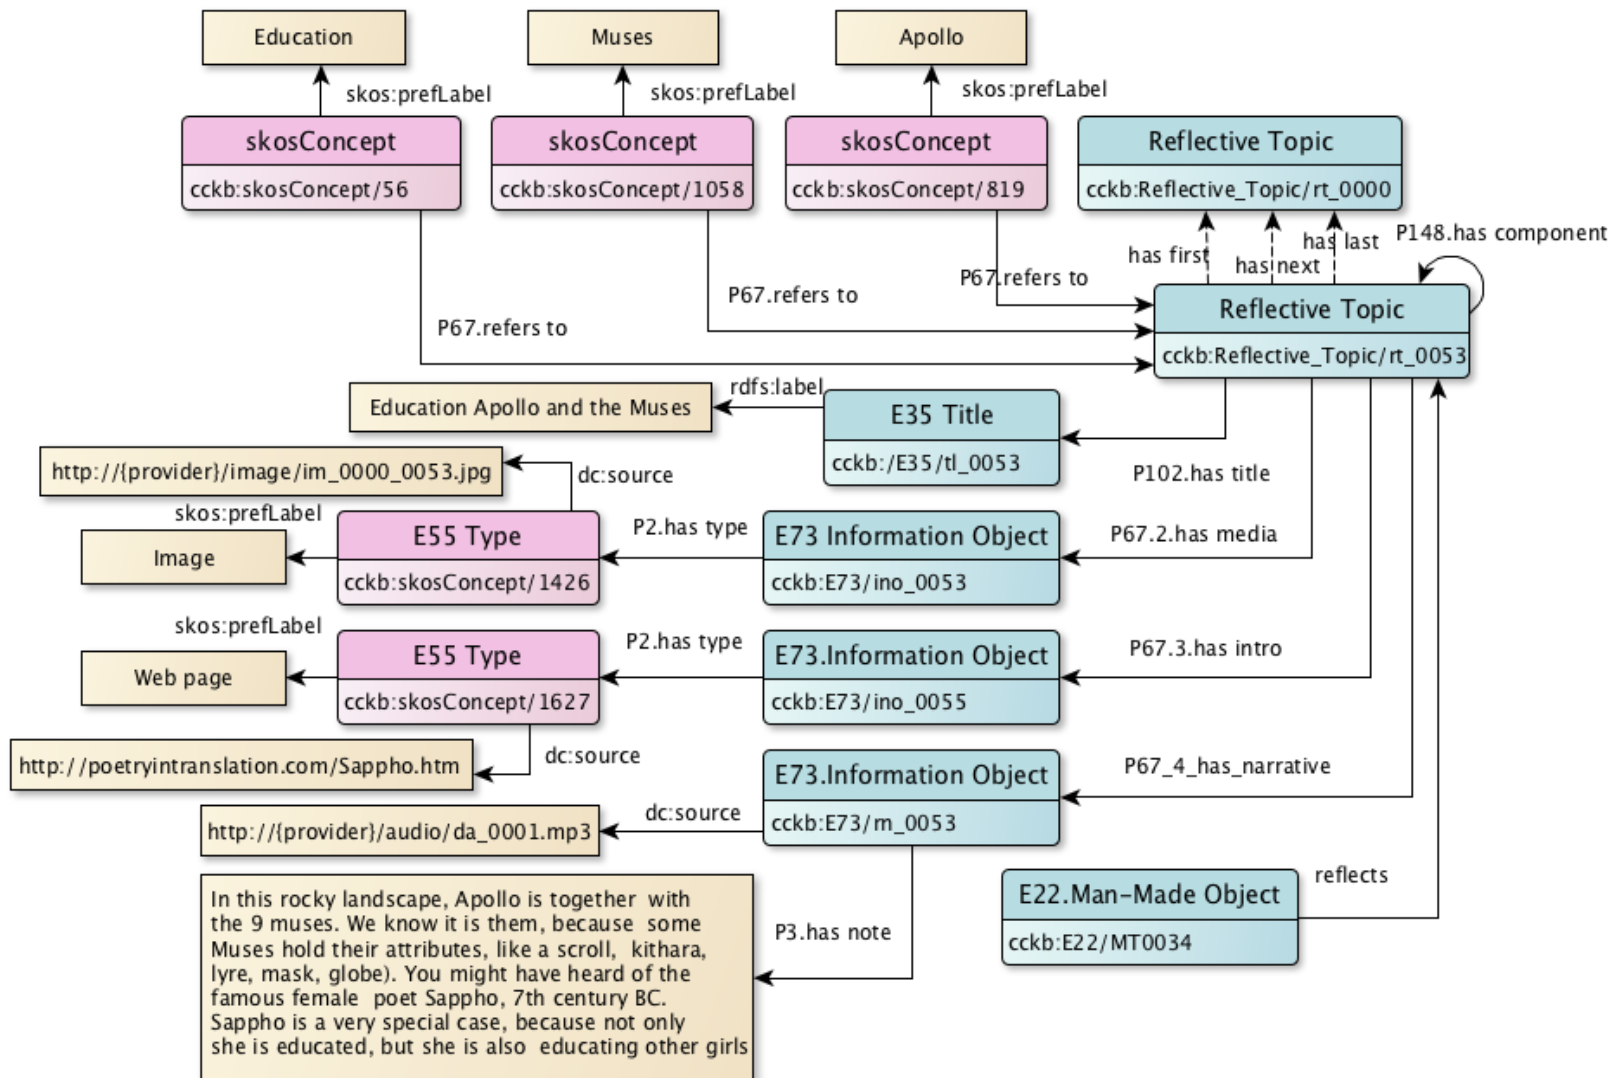 Education
Muses
Apollo
skos:prefLabel
skos:prefLabel
skos:prefLabel
skosConcept
cckb:skosConcept/56
skosConcept
cckb:skosConcept/1058
skosConcept
cckb:skosConcept/819
Reflective Topic
cckb:Reflective_Topic/rt_0000
has first
has next
has last
P148.has component
P67.refers to
P67.refers to
P67.refers to
Reflective Topic
cckb:Reflective_Topic/rt_0053
rdfs:label
Education Apollo and the Muses
E35 Title
cckb:/E35/tl_0053
P102.has title
http://{provider}/image/im_0000_0053.jpg
dc:source
skos:prefLabel
Image
E55 Type
cckb:skosConcept/1426
P2.has type
E73 Information Object
cckb:E73/ino_0053
P67.2.has media
skos:prefLabel
Web page
E55 Type
cckb:skosConcept/1627
P2.has type
E73.Information Object
cckb:E73/ino_0055
P67.3.has intro
http://poetryintranslation.com/Sappho.htm
dc:source
E73.Information Object
cckb:E73/rn_0053
P67_4_has_narrative
http://{provider}/audio/da_0001.mp3
dc:source
In this rocky landscape, Apollo is together with
the 9 muses. We know it is them, because some
Muses hold their attributes, like a scroll, kithara,
lyre, mask, globe). You might have heard of the
famous female poet Sappho, 7th century BC.
Sappho is a very special case, because not only
she is educated, but she is also educating other girls
P3.has note
E22.Man-Made Object
cckb:E22/MT0034
reflects